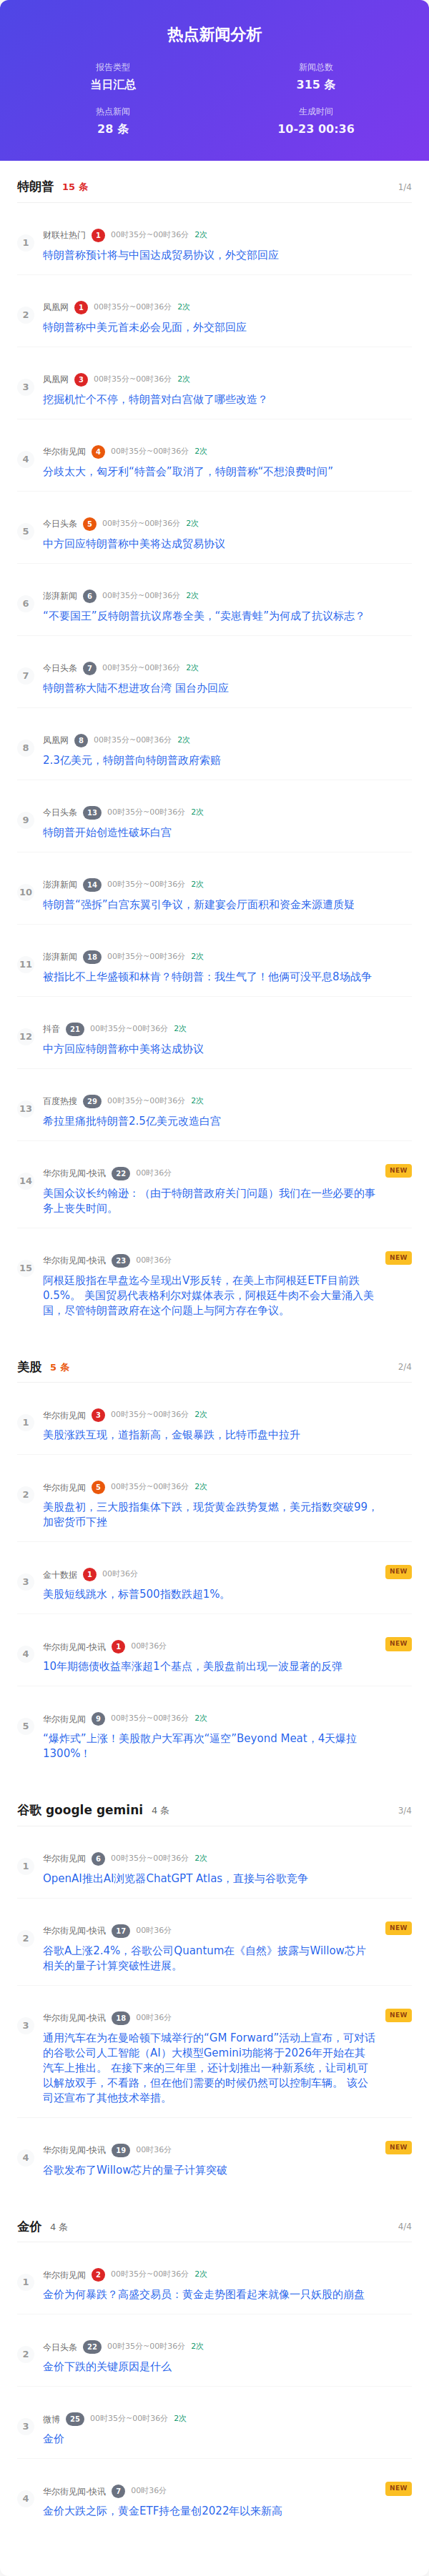 热点新闻分析
报告类型
当日汇总
新闻总数
315 条
热点新闻
28 条
生成时间
10-23 00:36
特朗普 15 条 1/4
1
财联社热门 1 00时35分~00时36分 2次
特朗普称预计将与中国达成贸易协议，外交部回应
2
凤凰网 1 00时35分~00时36分 2次
特朗普称中美元首未必会见面，外交部回应
3
凤凰网 3 00时35分~00时36分 2次
挖掘机忙个不停，特朗普对白宫做了哪些改造？
4
华尔街见闻 4 00时35分~00时36分 2次
分歧太大，匈牙利“特普会”取消了，特朗普称“不想浪费时间”
5
今日头条 5 00时35分~00时36分 2次
中方回应特朗普称中美将达成贸易协议
6
澎湃新闻 6 00时35分~00时36分 2次
“不要国王”反特朗普抗议席卷全美，“卖崽青蛙”为何成了抗议标志？
7
今日头条 7 00时35分~00时36分 2次
特朗普称大陆不想进攻台湾 国台办回应
8
凤凰网 8 00时35分~00时36分 2次
2.3亿美元，特朗普向特朗普政府索赔
9
今日头条 13 00时35分~00时36分 2次
特朗普开始创造性破坏白宫
10
澎湃新闻 14 00时35分~00时36分 2次
特朗普“强拆”白宫东翼引争议，新建宴会厅面积和资金来源遭质疑
11
澎湃新闻 18 00时35分~00时36分 2次
被指比不上华盛顿和林肯？特朗普：我生气了！他俩可没平息8场战争
12
抖音 21 00时35分~00时36分 2次
中方回应特朗普称中美将达成协议
13
百度热搜 29 00时35分~00时36分 2次
希拉里痛批特朗普2.5亿美元改造白宫
14
华尔街见闻-快讯 22 00时36分 NEW
美国众议长约翰逊：（由于特朗普政府关门问题）我们在一些必要的事
务上丧失时间。
15
华尔街见闻-快讯 23 00时36分 NEW
阿根廷股指在早盘迄今呈现出V形反转，在美上市阿根廷ETF目前跌
0.5%。 美国贸易代表格利尔对媒体表示，阿根廷牛肉不会大量涌入美
国，尽管特朗普政府在这个问题上与阿方存在争议。
美股 5 条 2/4
1
华尔街见闻 3 00时35分~00时36分 2次
美股涨跌互现，道指新高，金银暴跌，比特币盘中拉升
2
华尔街见闻 5 00时35分~00时36分 2次
美股盘初，三大股指集体下跌，现货黄金跌势复燃，美元指数突破99，
加密货币下挫
3
金十数据 1 00时36分 NEW
美股短线跳水，标普500指数跌超1%。
4
华尔街见闻-快讯 1 00时36分 NEW
10年期德债收益率涨超1个基点，美股盘前出现一波显著的反弹
5
华尔街见闻 9 00时35分~00时36分 2次
“爆炸式”上涨！美股散户大军再次“逼空”Beyond Meat，4天爆拉
1300%！
谷歌 google gemini 4 条 3/4
1
华尔街见闻 6 00时35分~00时36分 2次
OpenAI推出AI浏览器ChatGPT Atlas，直接与谷歌竞争
2
华尔街见闻-快讯 17 00时36分 NEW
谷歌A上涨2.4%，谷歌公司Quantum在《自然》披露与Willow芯片
相关的量子计算突破性进展。
3
华尔街见闻-快讯 18 00时36分 NEW
通用汽车在为在曼哈顿下城举行的“GM Forward”活动上宣布，可对话
的谷歌公司人工智能（AI）大模型Gemini功能将于2026年开始在其
汽车上推出。 在接下来的三年里，还计划推出一种新系统，让司机可
以解放双手，不看路，但在他们需要的时候仍然可以控制车辆。 该公
司还宣布了其他技术举措。
4
华尔街见闻-快讯 19 00时36分 NEW
谷歌发布了Willow芯片的量子计算突破
金价 4 条 4/4
1
华尔街见闻 2 00时35分~00时36分 2次
金价为何暴跌？高盛交易员：黄金走势图看起来就像一只妖股的崩盘
2
今日头条 22 00时35分~00时36分 2次
金价下跌的关键原因是什么
3
微博 25 00时35分~00时36分 2次
金价
4
华尔街见闻-快讯 7 00时36分 NEW
金价大跌之际，黄金ETF持仓量创2022年以来新高